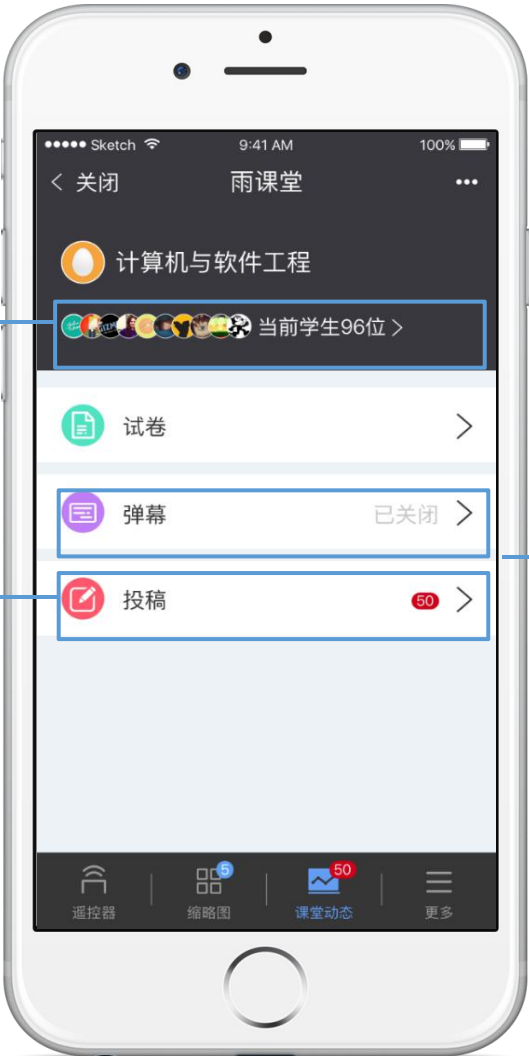 Sketch 9:41 AM 100%
关闭 雨课堂
计算机与软件工程
当前学生96位
试卷
弹幕 已关闭
投稿 50
5 50
遥控器 缩略图 课堂动态 更多